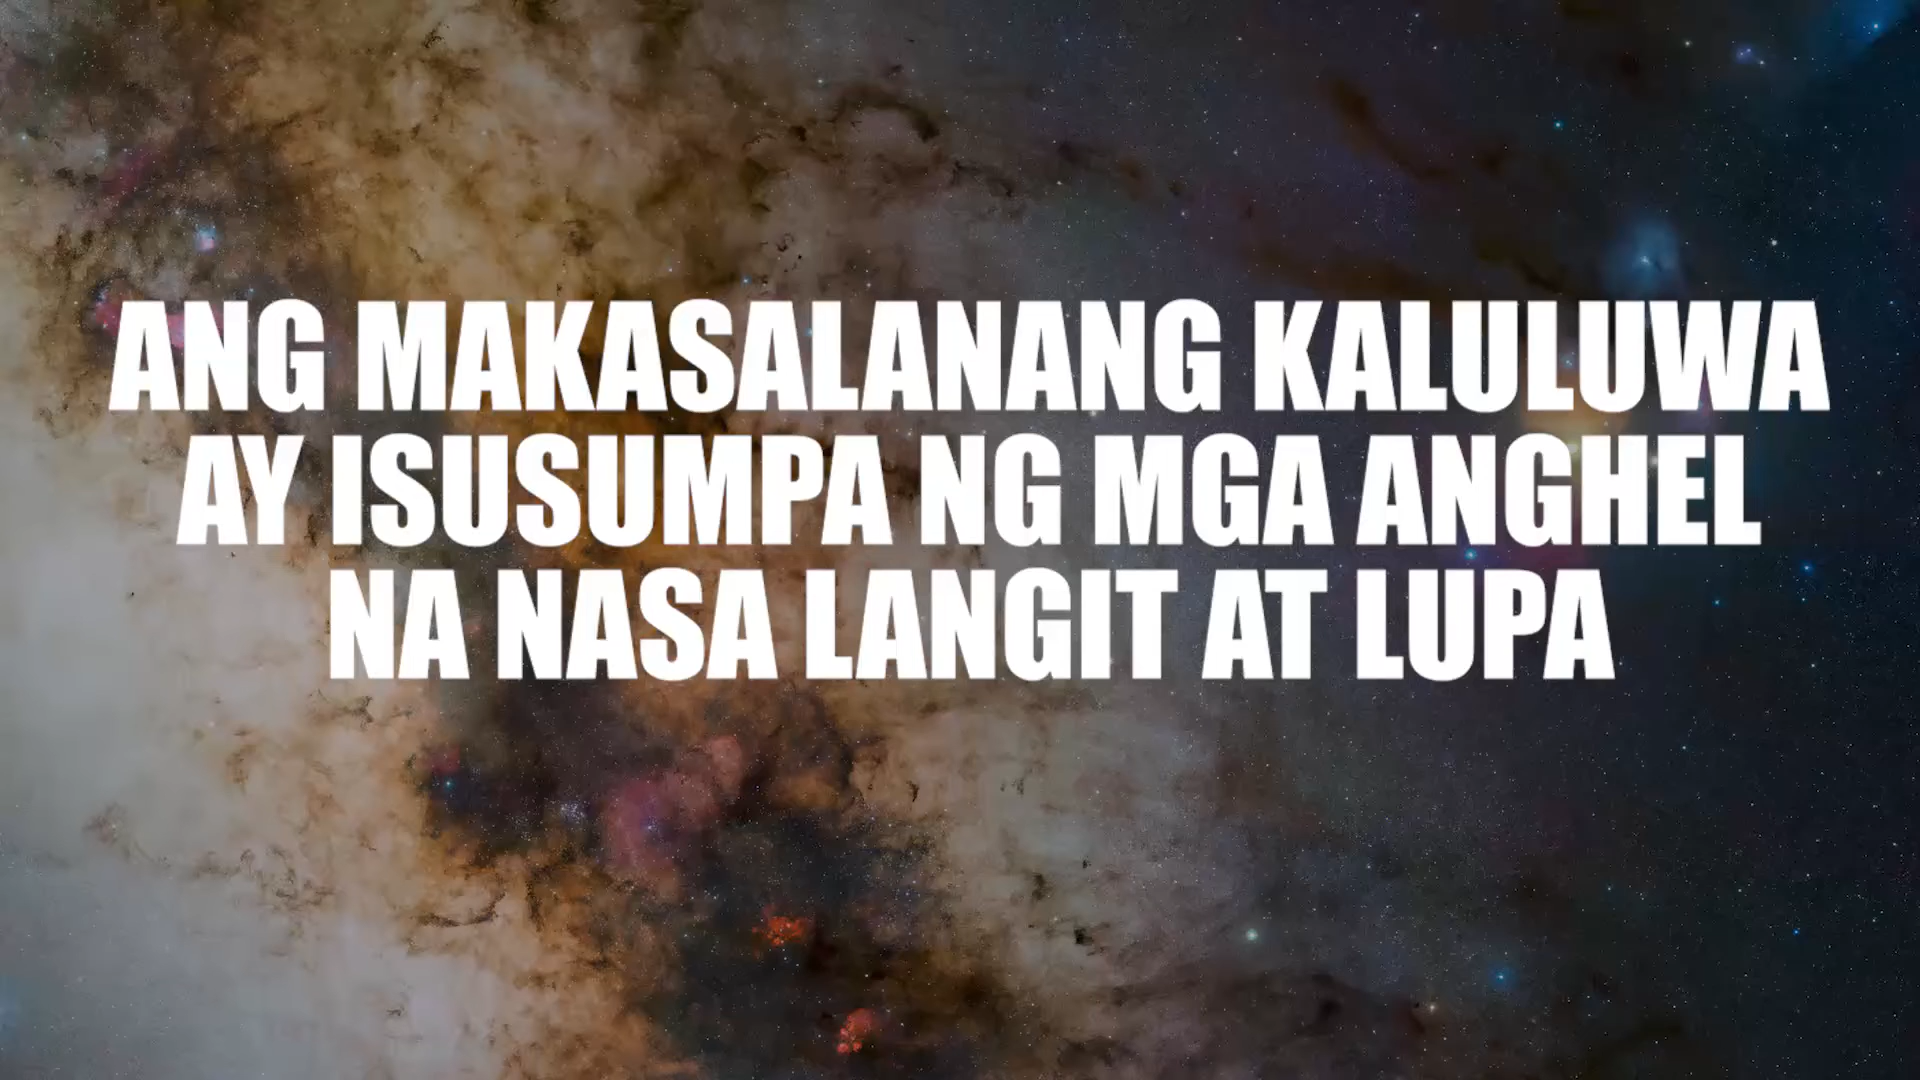 ANG MAKASALANANG KALULUWA
AY ISUSUMPA NG MGA ANGHEL
NA NASA LANGIT AT LUPA